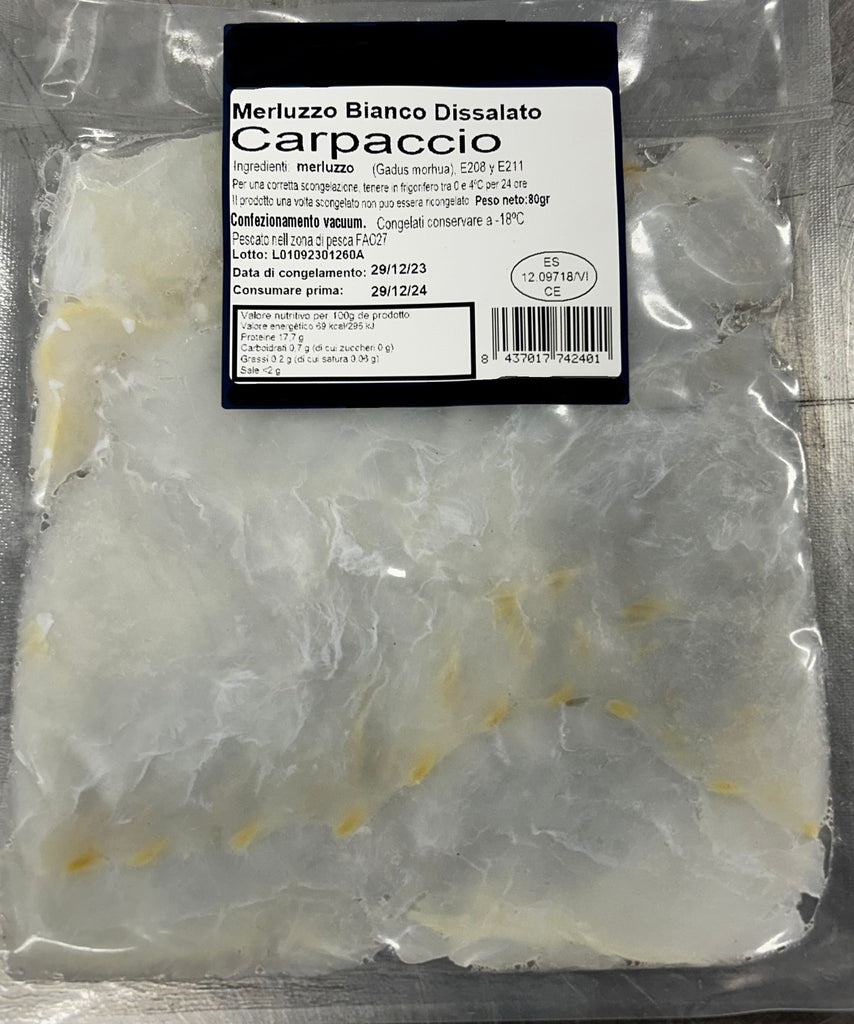 Merluzzo Bianco Dissalato
Carpaccio
Ingredienti: merluzzo (Gadus morhua), E208 y E211
Per una corretta scongelazione, tenere in frigorifero tra 0 e 4ºC per 24 ore
Il prodotto una volta scongelato non puo essera ricongelato Peso neto:80gr
Confezionamento vacuum. Congelati conservare a -18ºC
Pescato nell zona di pesca FAO27
Lotto: L01092301260A
Data di congelamento: 29/12/23
Consumare prima: 29/12/24
ES
12.09718/VI
CE
Valore nutritivo per 100g de prodotto
Valore energético 69 kcal/295 kJ
Proteine 17,7 g
Carboidrati 0,7 g (di cui zuccheri 0 g)
Grassi 0,2 g (di cui satura 0,03 g)
Sale <2 g
8 437017 742401